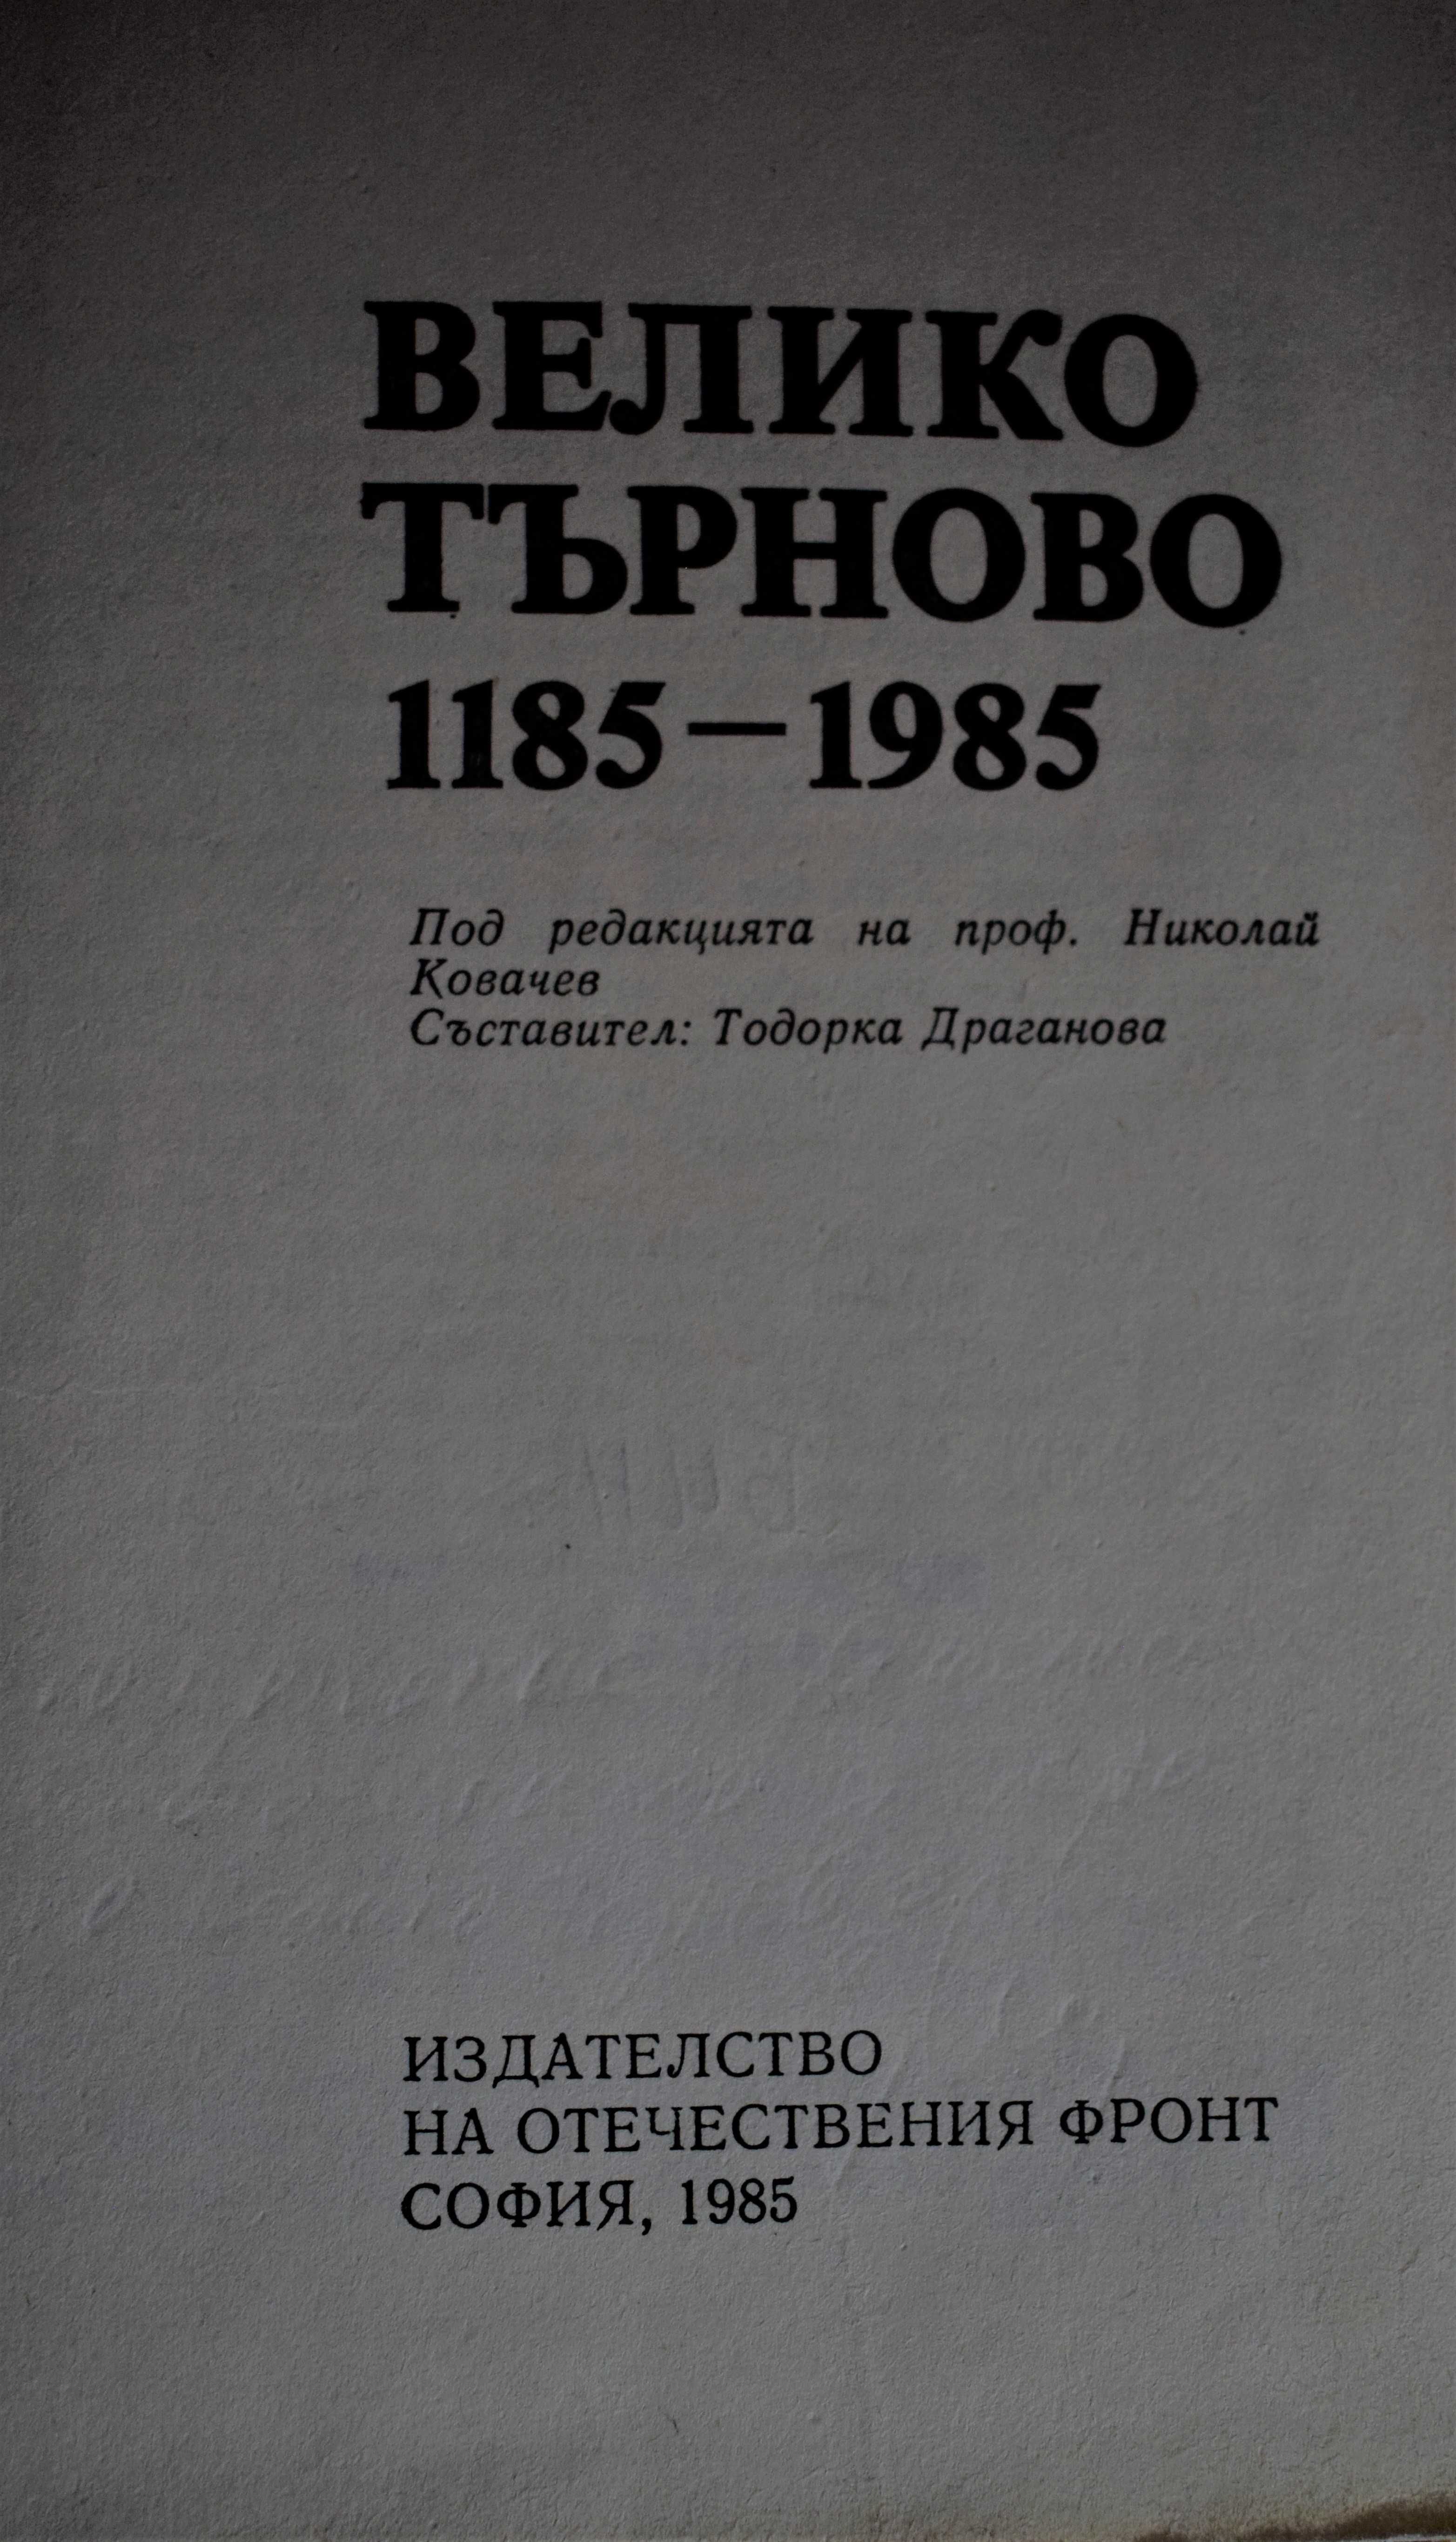 ВЕЛИКО
ТЪРНОВО
1185—1985
Под редакцията на проф. Николай
Ковачев
Съставител: Тодорка Драганова
ИЗДАТЕЛСТВО
НА ОТЕЧЕСТВЕНИЯ ФРОНТ
СОФИЯ, 1985